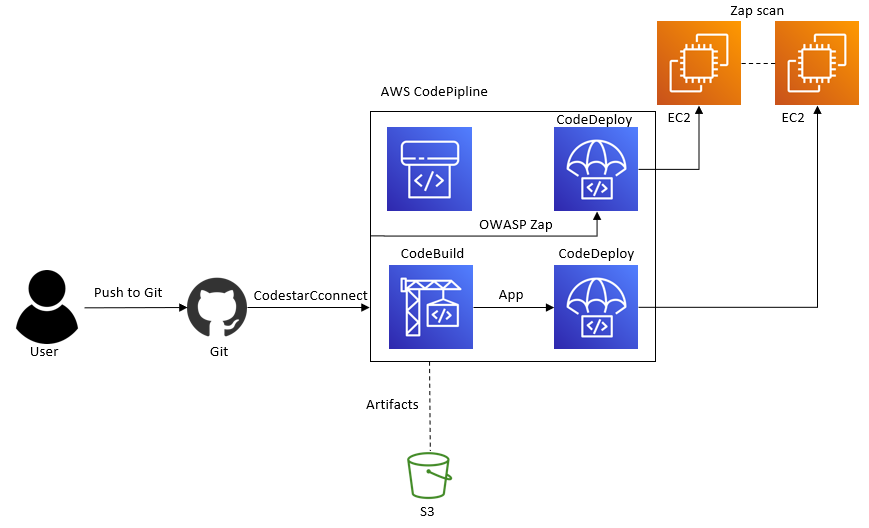 Zap scan
AWS CodePipline
EC2
EC2
CodeDeploy
OWASP Zap
CodeBuild
CodeDeploy
Push to Git
CodestarCconnect
App
User
Git
Artifacts
S3